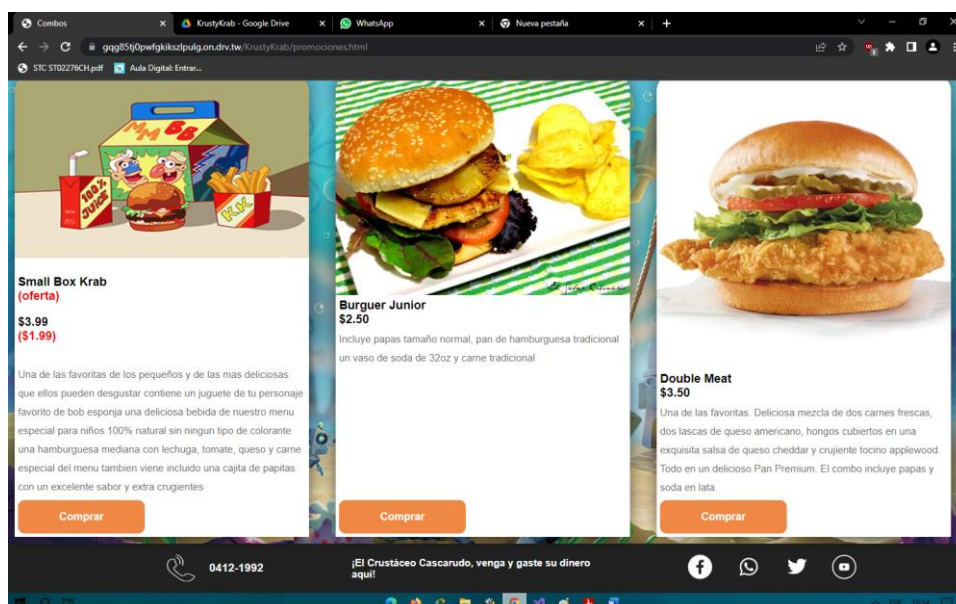 Combos
KrustyKrab - Google Drive
WhatsApp
Nueva pestaña
gqg85tj0pwfgkikszlpulg.on.drv.tw/KrustyKrab/promociones.html
STC ST02276CH.pdf
Aula Digital: Entrar...
MM BB
100% JUICE
KK
Small Box Krab
(oferta)
$3.99
($1.99)
Una de las favoritas de los pequeños y de las mas deliciosas
que ellos pueden desgustar contiene un juguete de tu personaje
favorito de bob esponja una deliciosa bebida de nuestro menu
especial para niños 100% natural sin ningun tipo de colorante
una hamburguesa mediana con lechuga, tomate, queso y carne
especial del menu tambien viene incluido una cajita de papitas
con un excelente sabor y extra crugientes
Comprar
Burguer Junior
$2.50
Incluye papas tamaño normal, pan de hamburguesa tradicional
un vaso de soda de 32oz y carne tradicional
Comprar
Double Meat
$3.50
Una de las favoritas. Deliciosa mezcla de dos carnes frescas,
dos lascas de queso americano, hongos cubiertos en una
exquisita salsa de queso cheddar y crujiente tocino applewood.
Todo en un delicioso Pan Premium. El combo incluye papas y
soda en lata.
Comprar
0412-1992
¡El Crustáceo Cascarudo, venga y gaste su dinero
aqui!